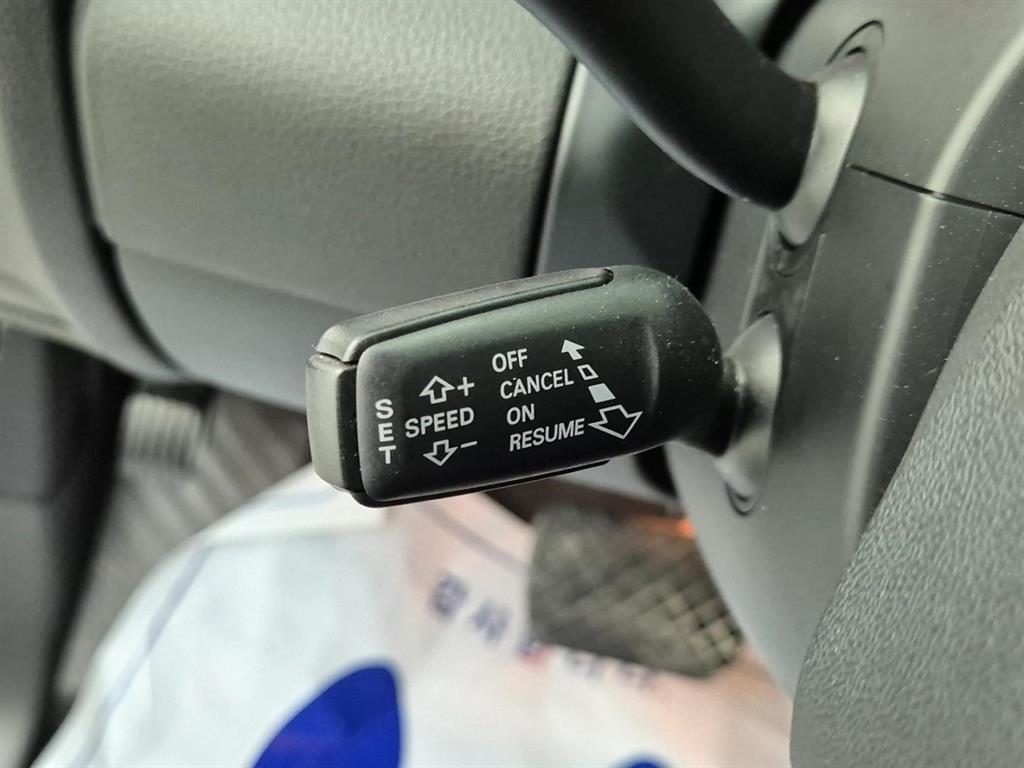 SET
+
SPEED
−
OFF
CANCEL
ON
RESUME